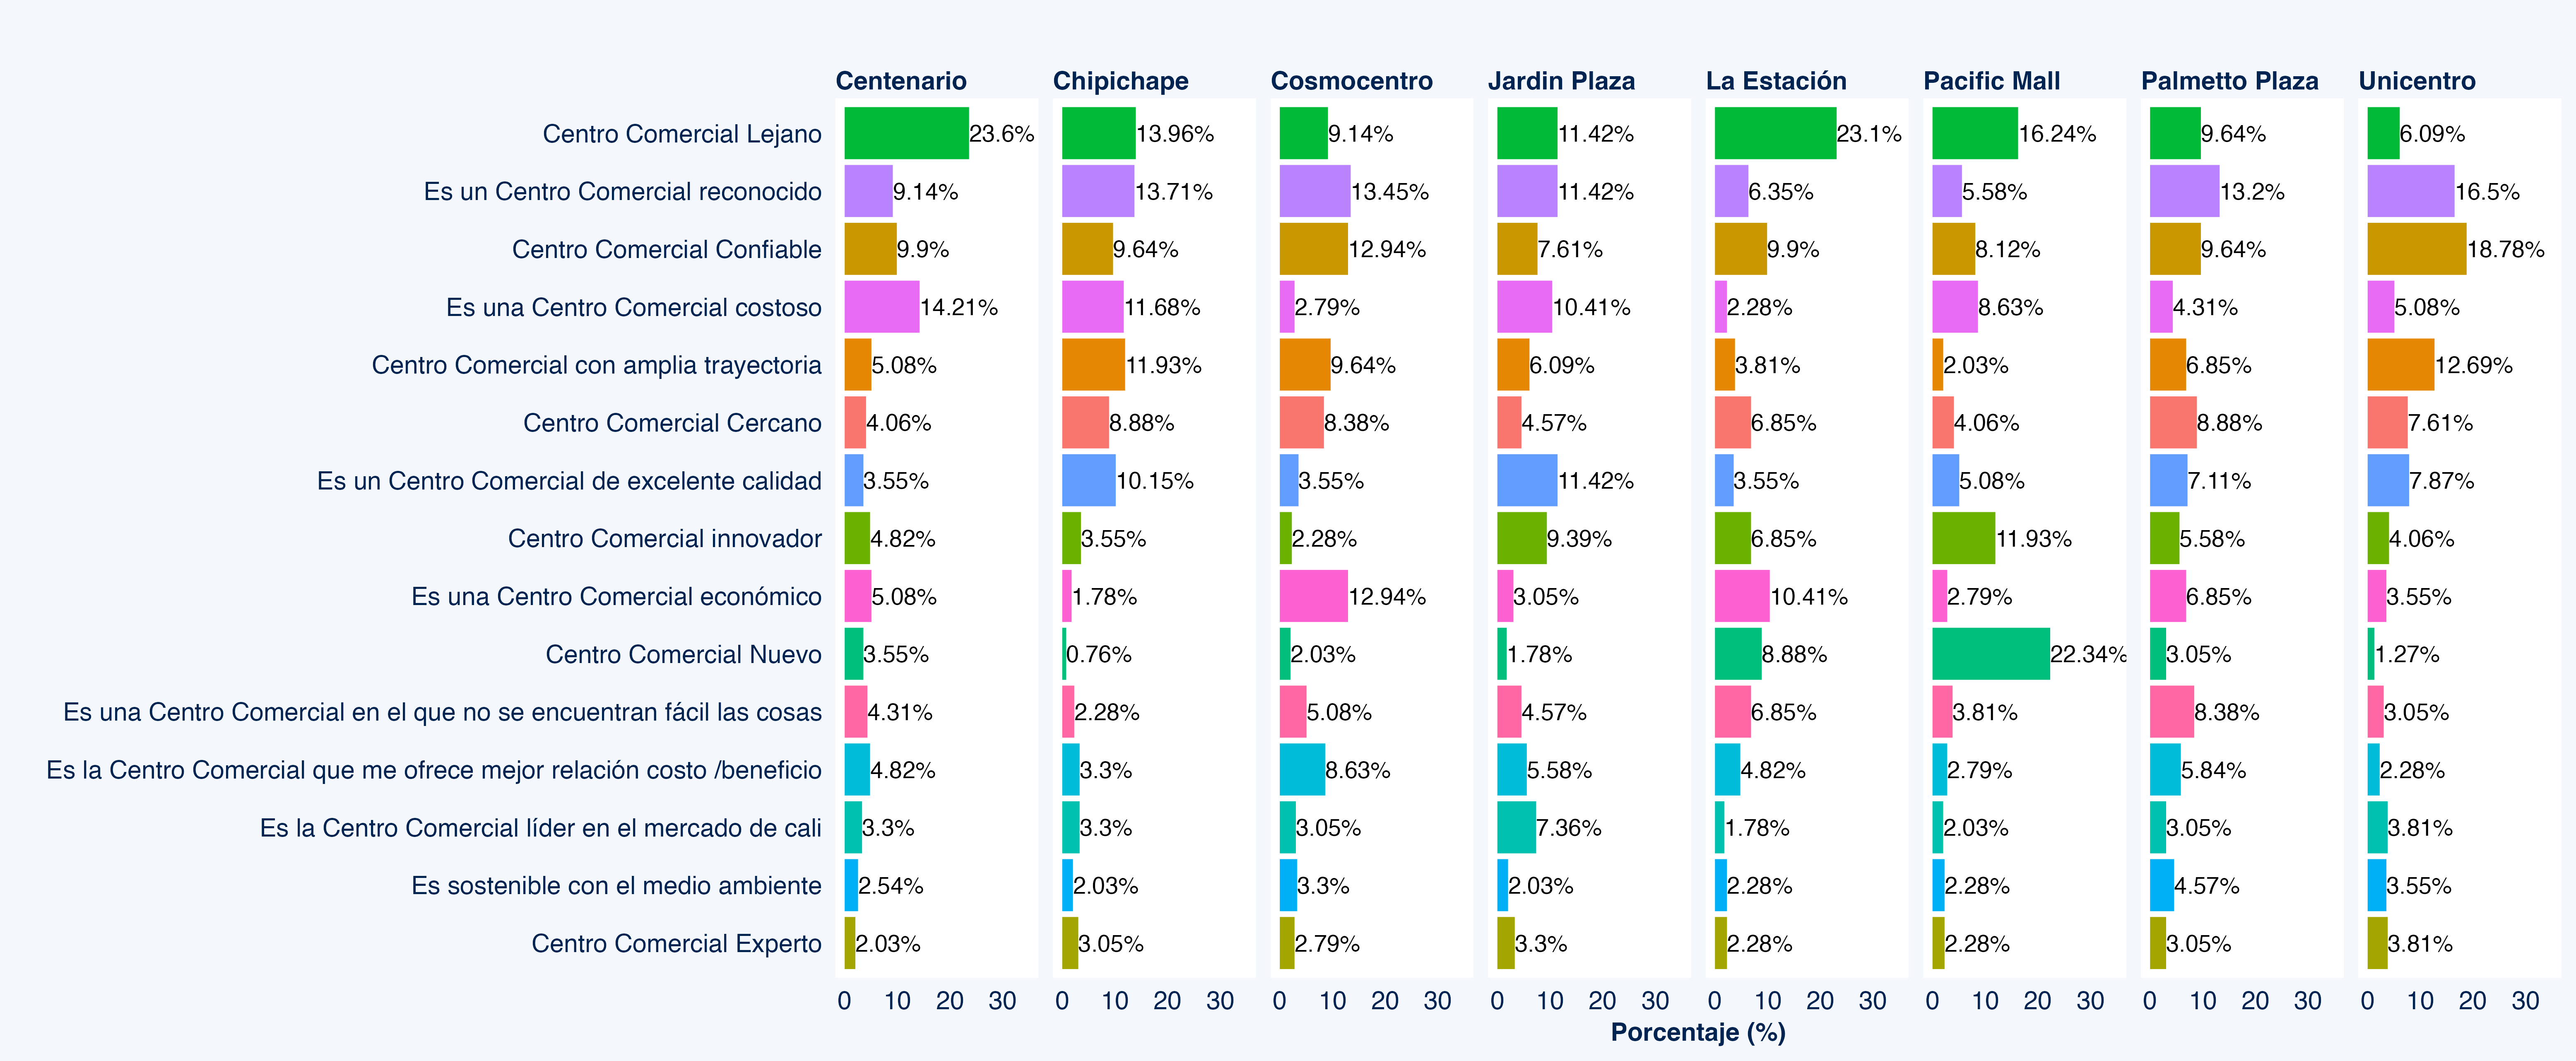 Centenario Chipichape Cosmocentro Jardin Plaza La Estación Pacific Mall Palmetto Plaza Unicentro
Centro Comercial Lejano 23.6% 13.96% 9.14% 11.42% 23.1% 16.24% 9.64% 6.09%
Es un Centro Comercial reconocido 9.14% 13.71% 13.45% 11.42% 6.35% 5.58% 13.2% 16.5%
Centro Comercial Confiable 9.9% 9.64% 12.94% 7.61% 9.9% 8.12% 9.64% 18.78%
Es una Centro Comercial costoso 14.21% 11.68% 2.79% 10.41% 2.28% 8.63% 4.31% 5.08%
Centro Comercial con amplia trayectoria 5.08% 11.93% 9.64% 6.09% 3.81% 2.03% 6.85% 12.69%
Centro Comercial Cercano 4.06% 8.88% 8.38% 4.57% 6.85% 4.06% 8.88% 7.61%
Es un Centro Comercial de excelente calidad 3.55% 10.15% 3.55% 11.42% 3.55% 5.08% 7.11% 7.87%
Centro Comercial innovador 4.82% 3.55% 2.28% 9.39% 6.85% 11.93% 5.58% 4.06%
Es una Centro Comercial económico 5.08% 1.78% 12.94% 3.05% 10.41% 2.79% 6.85% 3.55%
Centro Comercial Nuevo 3.55% 0.76% 2.03% 1.78% 8.88% 22.34% 3.05% 1.27%
Es una Centro Comercial en el que no se encuentran fácil las cosas 4.31% 2.28% 5.08% 4.57% 6.85% 3.81% 8.38% 3.05%
Es la Centro Comercial que me ofrece mejor relación costo /beneficio 4.82% 3.3% 8.63% 5.58% 4.82% 2.79% 5.84% 2.28%
Es la Centro Comercial líder en el mercado de cali 3.3% 3.3% 3.05% 7.36% 1.78% 2.03% 3.05% 3.81%
Es sostenible con el medio ambiente 2.54% 2.03% 3.3% 2.03% 2.28% 2.28% 4.57% 3.55%
Centro Comercial Experto 2.03% 3.05% 2.79% 3.3% 2.28% 2.28% 3.05% 3.81%
0 10 20 30 0 10 20 30 0 10 20 30 0 10 20 30 0 10 20 30 0 10 20 30 0 10 20 30 0 10 20 30
Porcentaje (%)